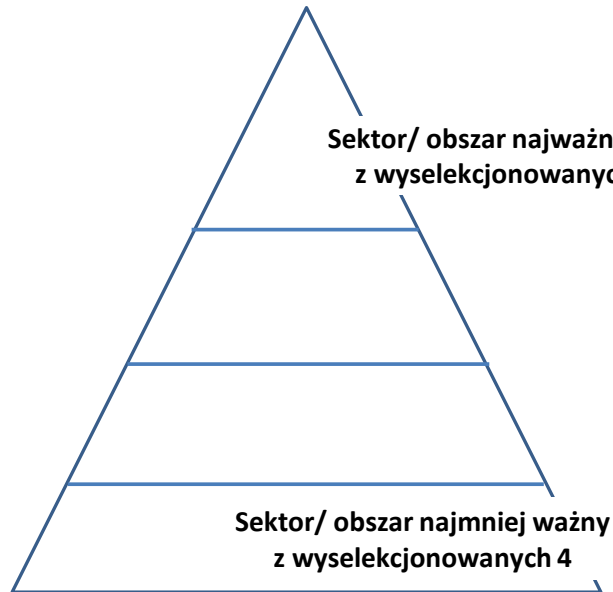 Sektor/ obszar najważn
z wyselekcjonowanyc
Sektor/ obszar najmniej ważny
z wyselekcjonowanych 4